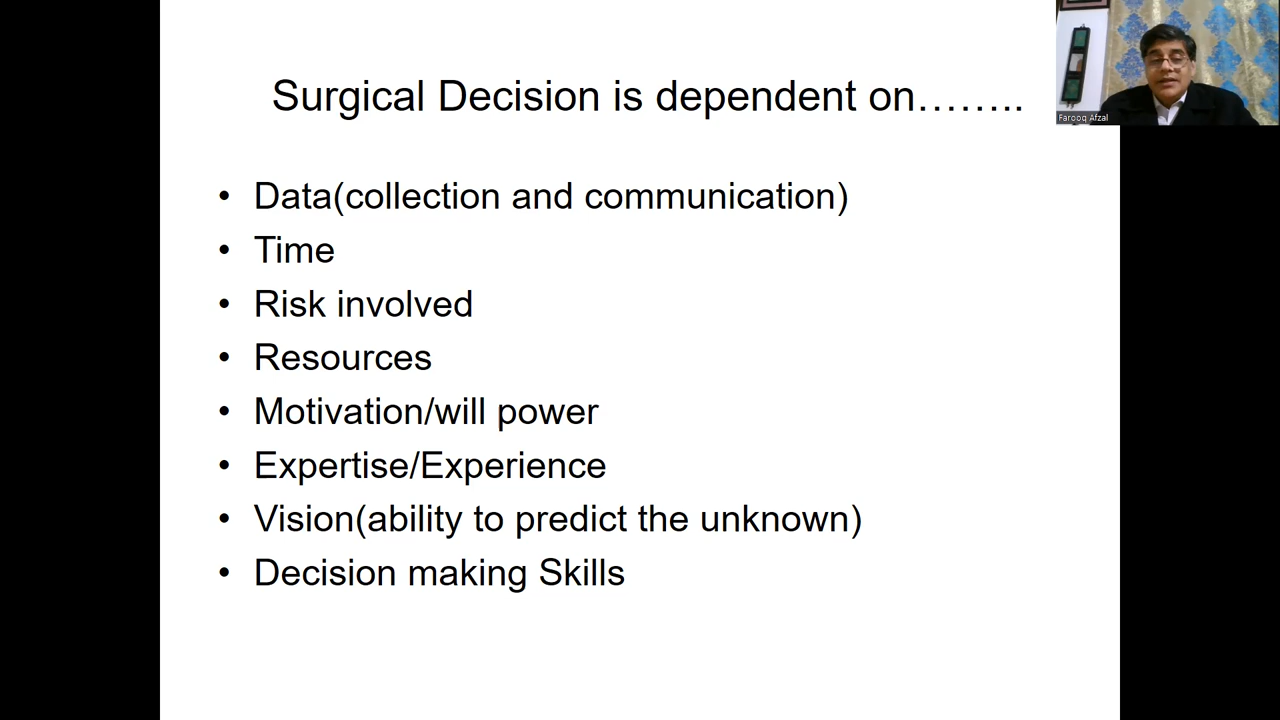 Surgical Decision is dependent on……..
Farooq Afzal
• Data(collection and communication)
• Time
• Risk involved
• Resources
• Motivation/will power
• Expertise/Experience
• Vision(ability to predict the unknown)
• Decision making Skills